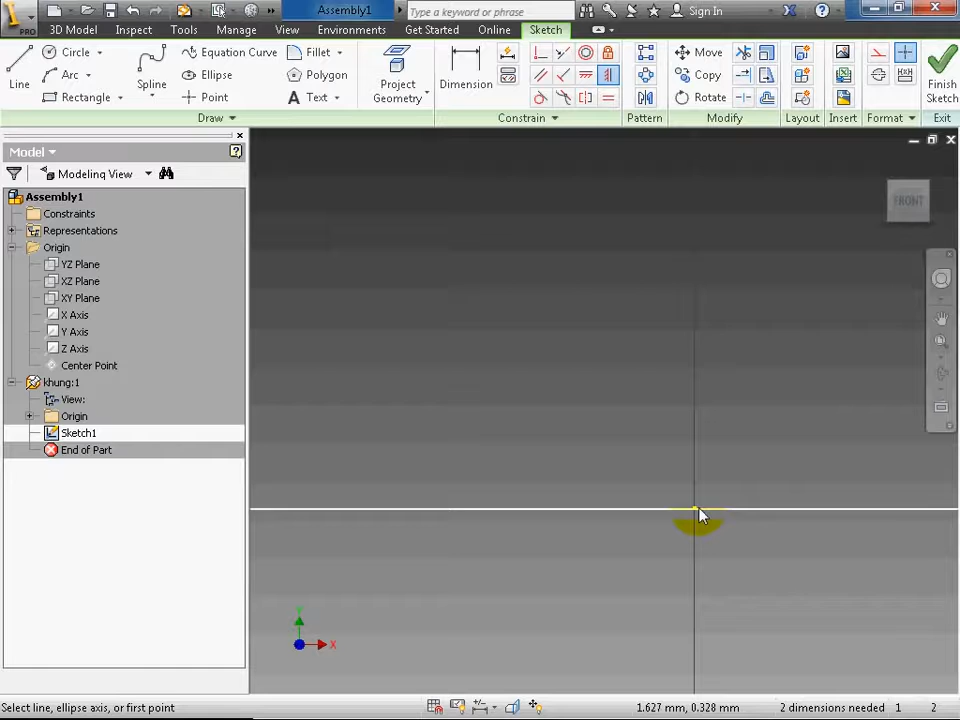 PRO
Assembly1
Type a keyword or phrase
Sign In
3D Model
Inspect
Tools
Manage
View
Environments
Get Started
Online
Sketch
Line
Circle
Arc
Rectangle
Spline
Equation Curve
Ellipse
Point
Fillet
Polygon
Text
Project
Geometry
Dimension
Move
Copy
Rotate
Finish
Sketch
Draw
Constrain
Pattern
Modify
Layout
Insert
Format
Exit
Model
Modeling View
Assembly1
Constraints
Representations
Origin
YZ Plane
XZ Plane
XY Plane
X Axis
Y Axis
Z Axis
Center Point
khung:1
View:
Origin
Sketch1
End of Part
FRONT
Y
X
Select line, ellipse axis, or first point
1.627 mm, 0.328 mm
2 dimensions needed
1
2